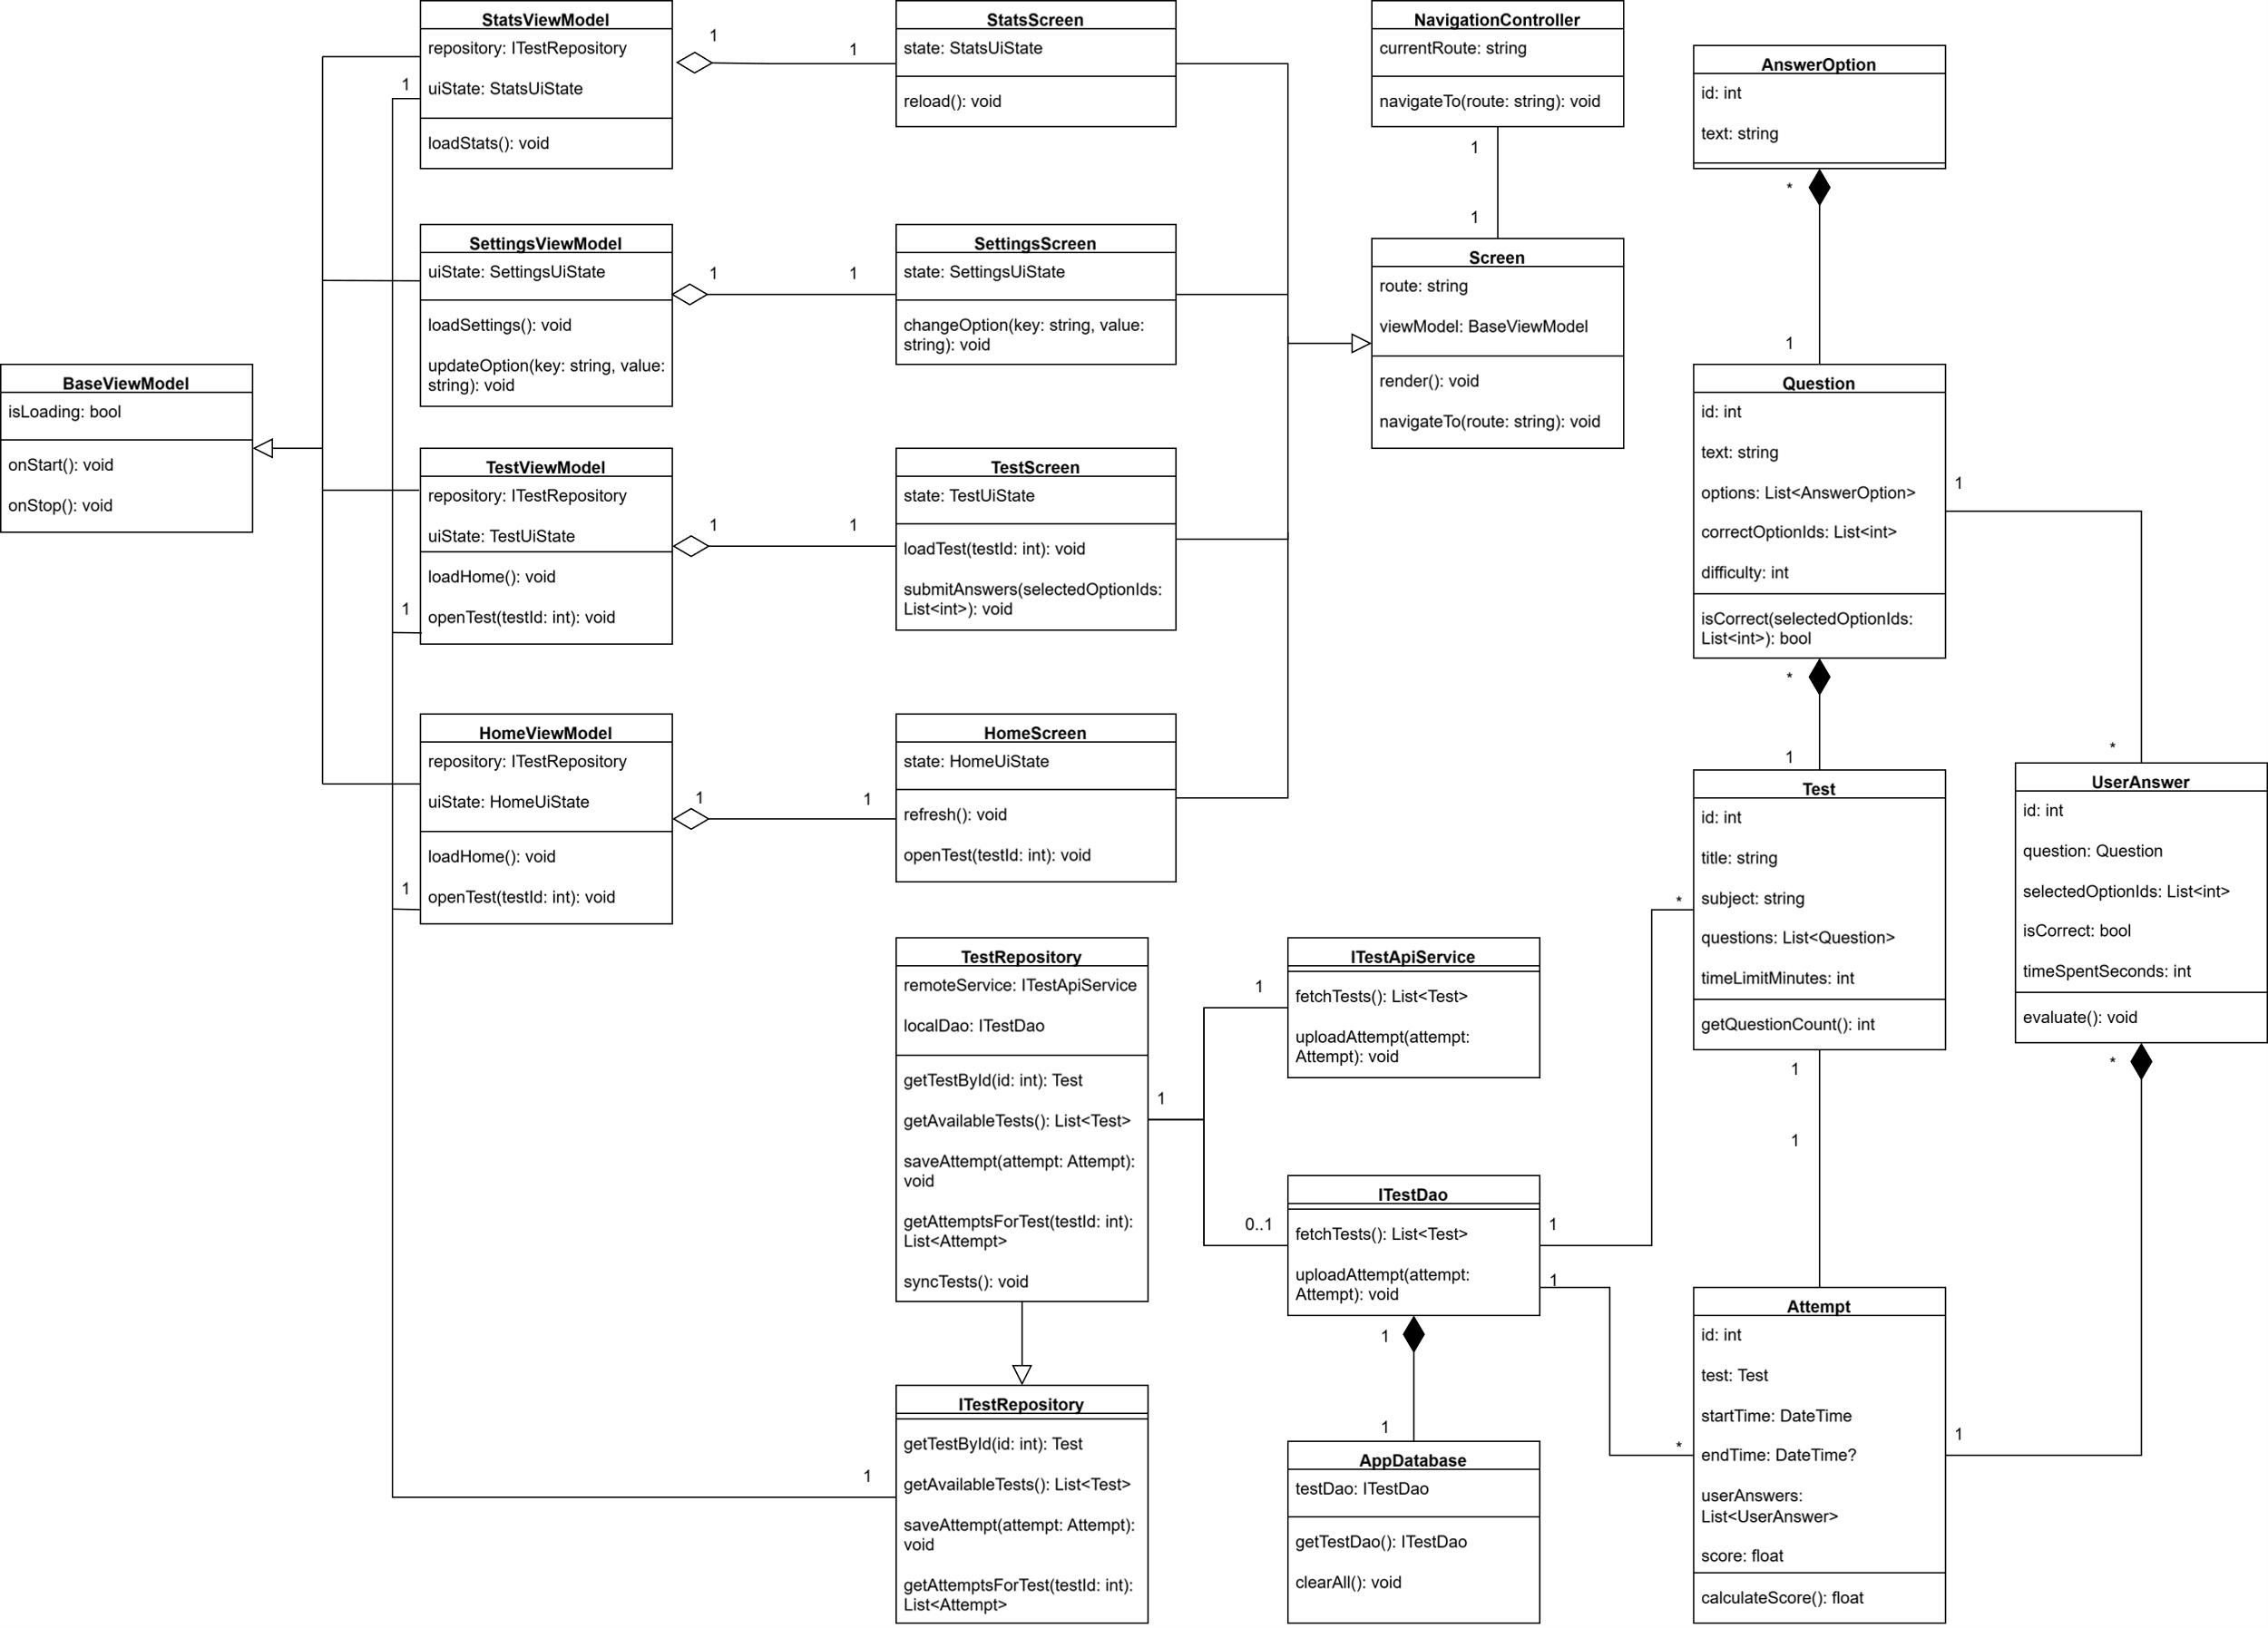 StatsViewModel
repository: ITestRepository
uiState: StatsUiState
loadStats(): void
1
1
1
StatsScreen
state: StatsUiState
reload(): void
NavigationController
currentRoute: string
navigateTo(route: string): void
1
1
AnswerOption
id: int
text: string
*
1
SettingsViewModel
uiState: SettingsUiState
loadSettings(): void
updateOption(key: string, value:
string): void
1
1
SettingsScreen
state: SettingsUiState
changeOption(key: string, value:
string): void
Screen
route: string
viewModel: BaseViewModel
render(): void
navigateTo(route: string): void
BaseViewModel
isLoading: bool
onStart(): void
onStop(): void
Question
id: int
text: string
options: List<AnswerOption>
correctOptionIds: List<int>
difficulty: int
isCorrect(selectedOptionIds:
List<int>): bool
1
*
*
1
TestViewModel
repository: ITestRepository
uiState: TestUiState
loadHome(): void
openTest(testId: int): void
1
1
1
TestScreen
state: TestUiState
loadTest(testId: int): void
submitAnswers(selectedOptionIds:
List<int>): void
HomeViewModel
repository: ITestRepository
uiState: HomeUiState
loadHome(): void
openTest(testId: int): void
1
1
1
HomeScreen
state: HomeUiState
refresh(): void
openTest(testId: int): void
Test
id: int
title: string
subject: string
questions: List<Question>
timeLimitMinutes: int
getQuestionCount(): int
*
1
1
UserAnswer
id: int
question: Question
selectedOptionIds: List<int>
isCorrect: bool
timeSpentSeconds: int
evaluate(): void
*
TestRepository
remoteService: ITestApiService
localDao: ITestDao
getTestById(id: int): Test
getAvailableTests(): List<Test>
saveAttempt(attempt: Attempt):
void
getAttemptsForTest(testId: int):
List<Attempt>
syncTests(): void
1
1
0..1
ITestApiService
fetchTests(): List<Test>
uploadAttempt(attempt:
Attempt): void
ITestDao
fetchTests(): List<Test>
uploadAttempt(attempt:
Attempt): void
1
1
1
1
*
Attempt
id: int
test: Test
startTime: DateTime
endTime: DateTime?
userAnswers:
List<UserAnswer>
score: float
calculateScore(): float
1
1
ITestRepository
getTestById(id: int): Test
getAvailableTests(): List<Test>
saveAttempt(attempt: Attempt):
void
getAttemptsForTest(testId: int):
List<Attempt>
AppDatabase
testDao: ITestDao
getTestDao(): ITestDao
clearAll(): void